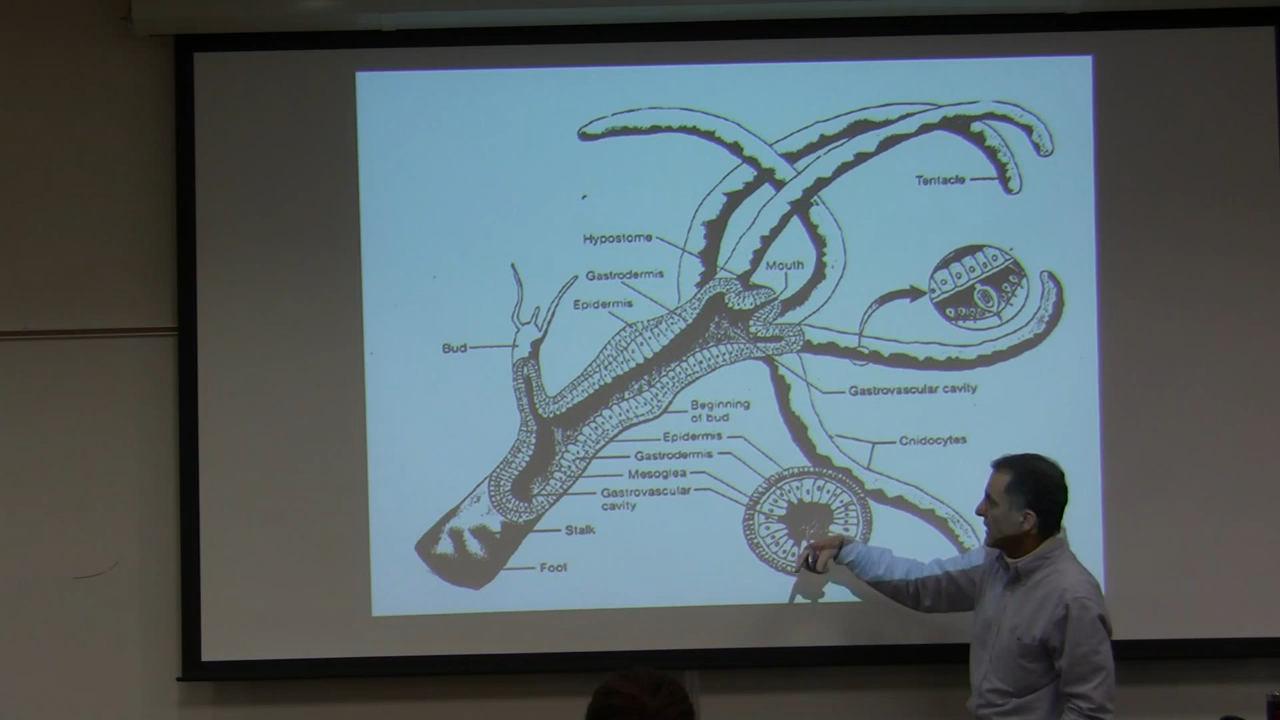 Tentacle
Hypostome
Mouth
Gastrodermis
Epidermis
Bud
Gastrovascular cavity
Beginning
of bud
Epidermis
Cnidocytes
Gastrodermis
Mesoglea
Gastrovascular
cavity
Stalk
Foot